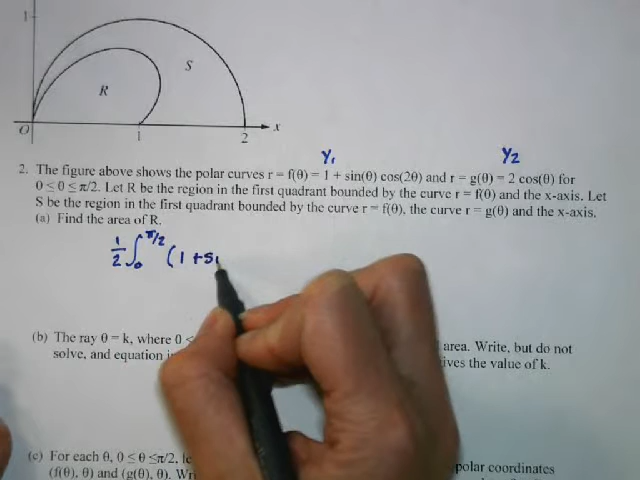 1
S
R
O
1
2
x
Y₁
Y₂
2. The figure above shows the polar curves r = f(θ) = 1 + sin(θ) cos(2θ) and r = g(θ) = 2 cos(θ) for
0 ≤ θ ≤ π/2. Let R be the region in the first quadrant bounded by the curve r = f(θ) and the x-axis. Let
S be the region in the first quadrant bounded by the curve r = f(θ), the curve r = g(θ) and the x-axis.
(a) Find the area of R.
1/2 ∫₀^π/2 (1 + si
(b) The ray θ = k, where 0 < area. Write, but do not
solve, and equation ives the value of k.
(c) For each θ, 0 ≤ θ ≤ π/2, polar coordinates
(f(θ), θ) and (g(θ), θ).